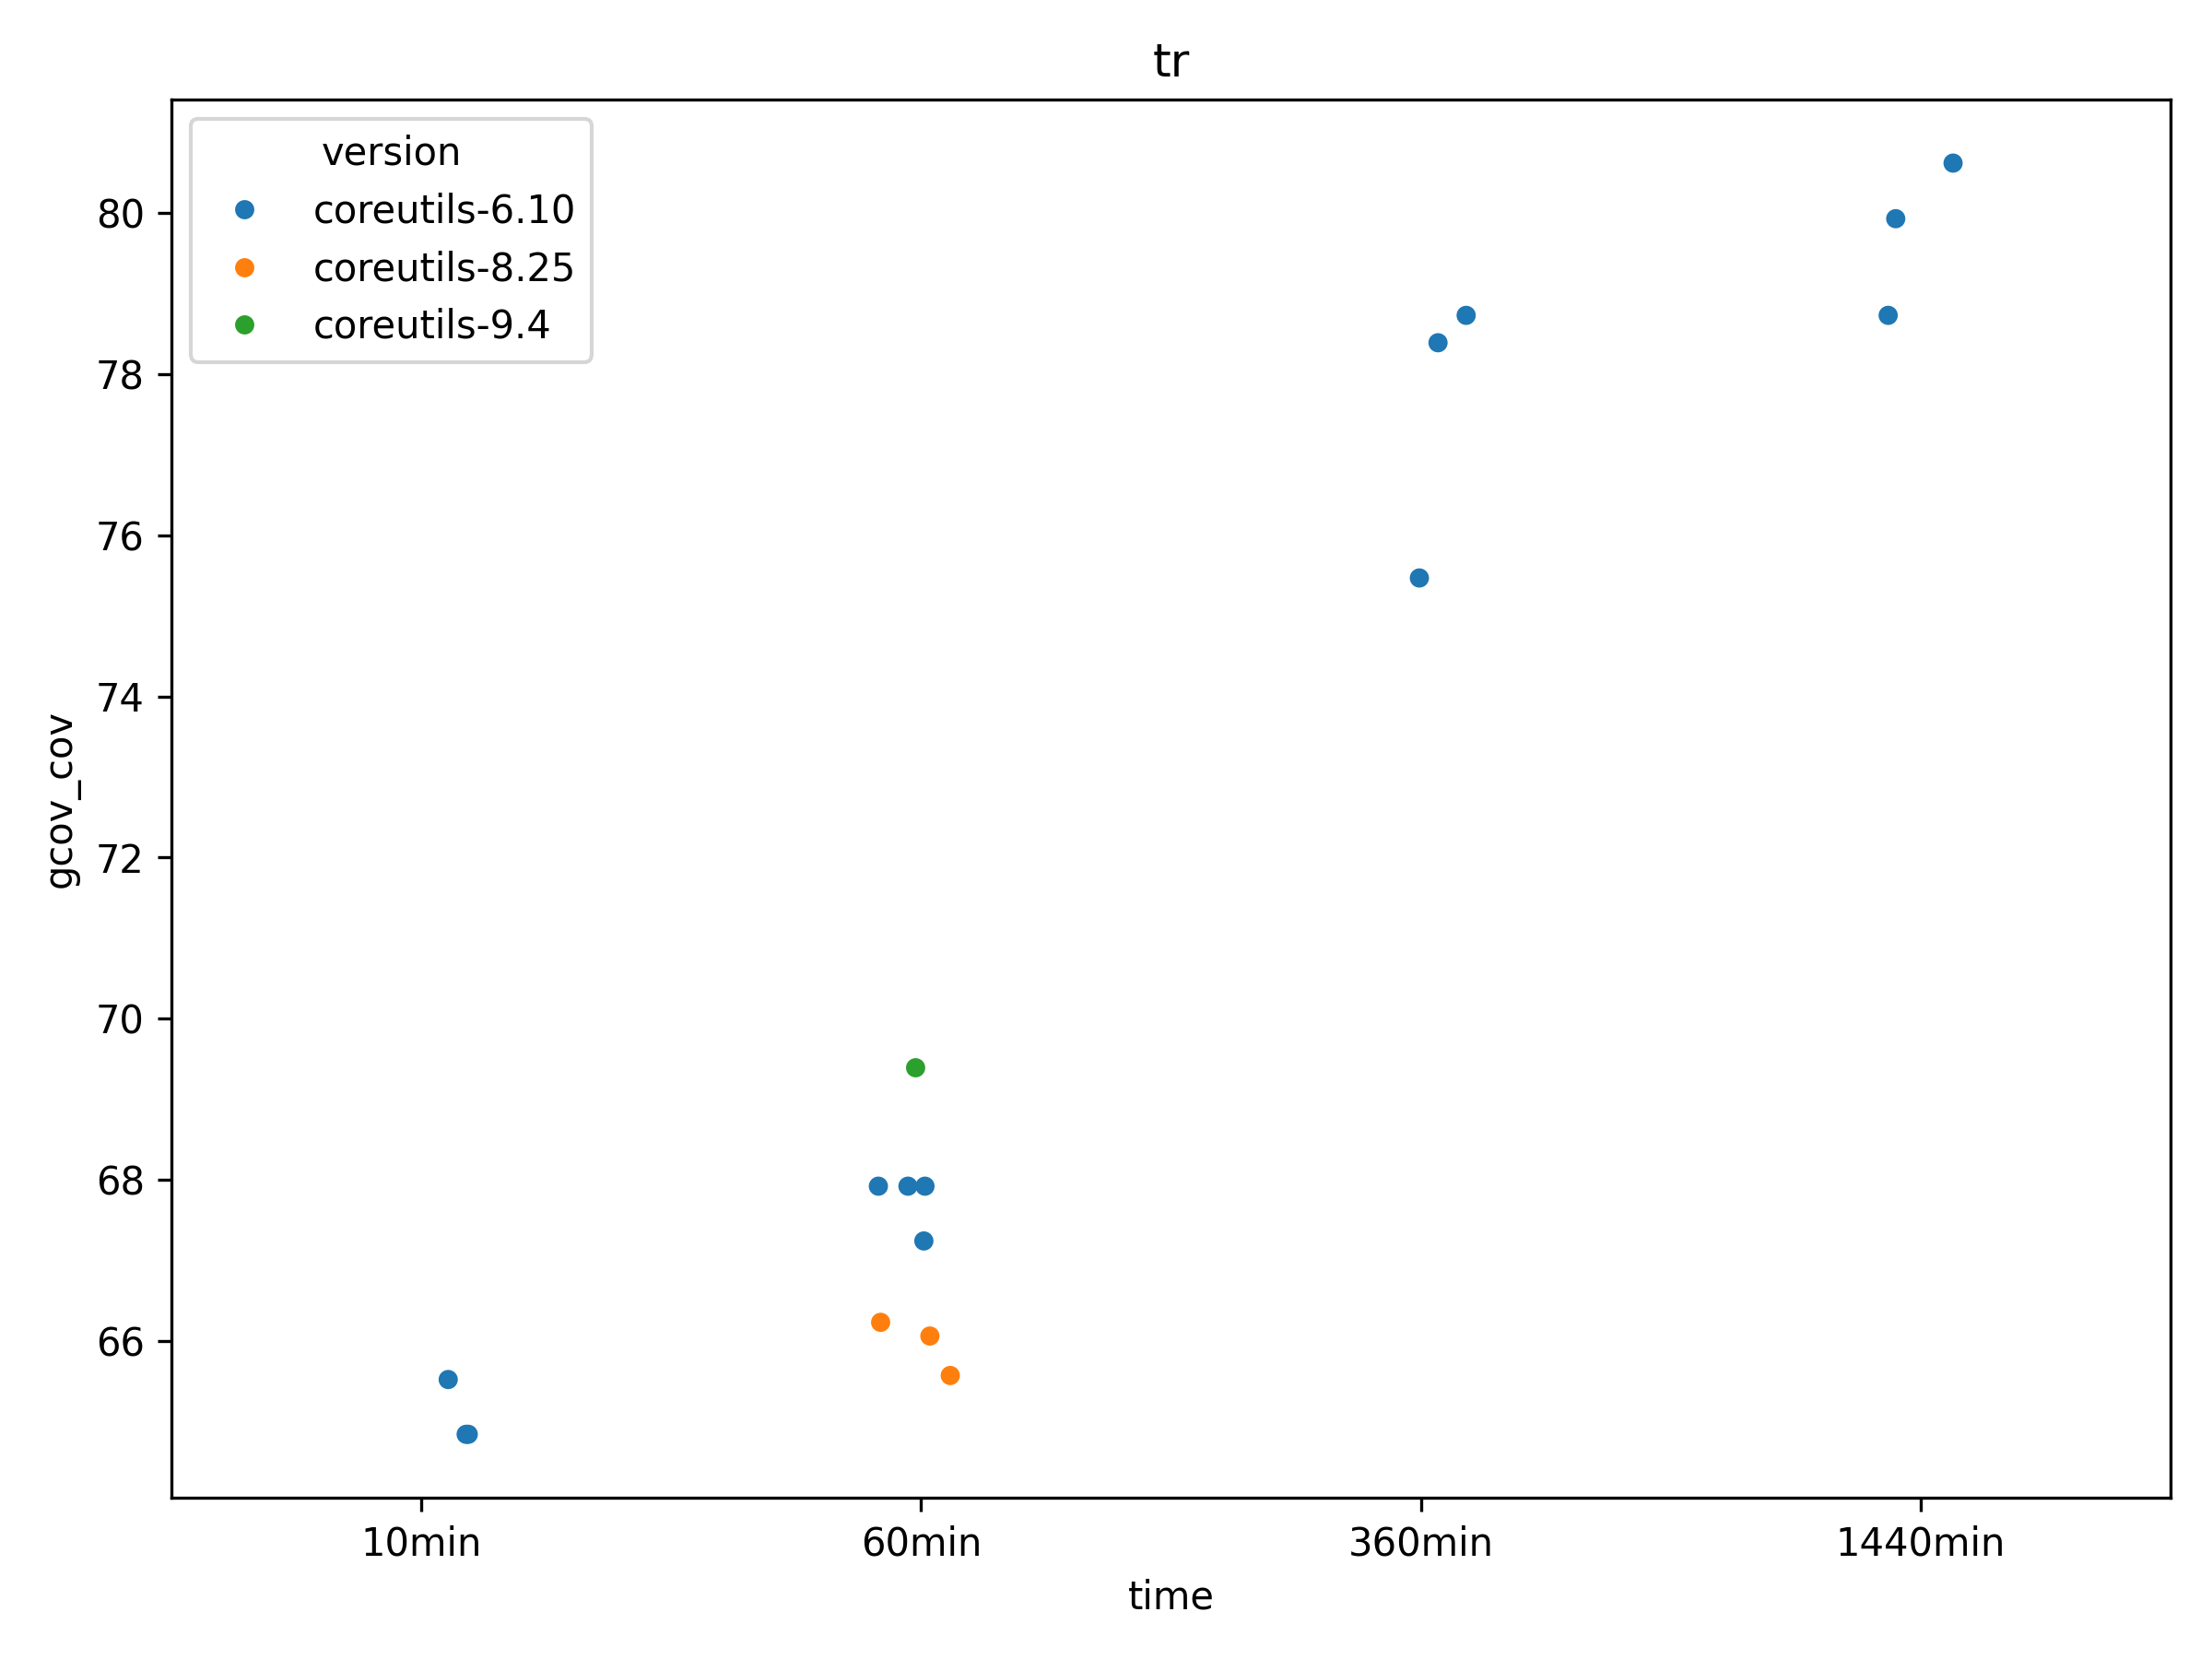 tr
version
coreutils-6.10
coreutils-8.25
coreutils-9.4
gcov_cov
80
78
76
74
72
70
68
66
10min 60min 360min 1440min
time